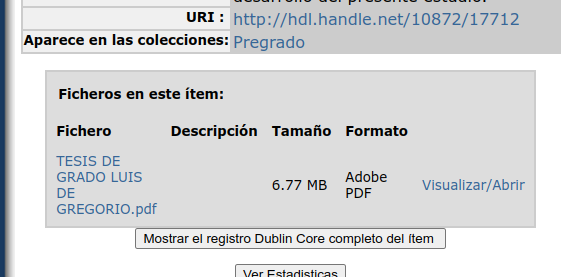 desarrollo del presente estudio.
URI : http://hdl.handle.net/10872/17712
Aparece en las colecciones: Pregrado
Ficheros en este ítem:
Fichero Descripción Tamaño Formato
TESIS DE
GRADO LUIS
DE
GREGORIO.pdf
6.77 MB
Adobe
PDF
Visualizar/Abrir
Mostrar el registro Dublin Core completo del ítem
Ver Estadisticas